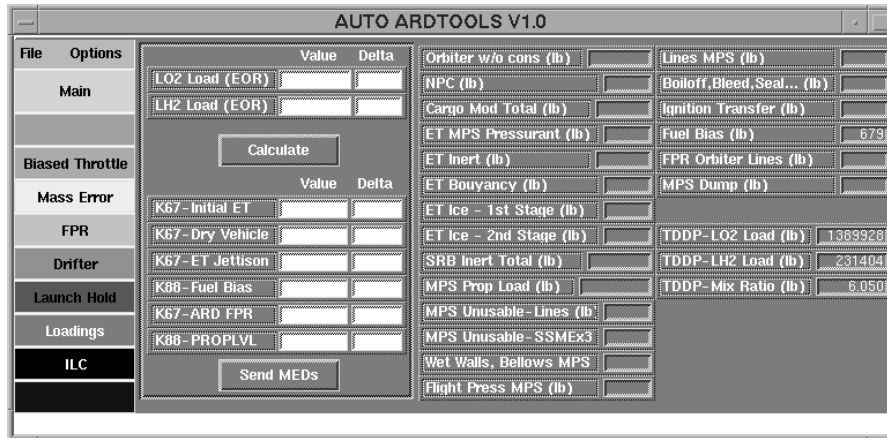 AUTO ARDTOOLS V1.0
File Options
Main
Biased Throttle
Mass Error
FPR
Drifter
Launch Hold
Loadings
ILC
Value Delta
LO2 Load (EOR)
LH2 Load (EOR)
Calculate
Value Delta
K67-Initial ET
K67-Dry Vehicle
K67-ET Jettison
K88-Fuel Bias
K67-ARD FPR
K88-PROPLVL
Send MEDs
Orbiter w/o cons (lb)
NPC (lb)
Cargo Mod Total (lb)
ET MPS Pressurant (lb)
ET Inert (lb)
ET Bouyancy (lb)
ET Ice - 1st Stage (lb)
ET Ice - 2nd Stage (lb)
SRB Inert Total (lb)
MPS Prop Load (lb)
MPS Unusable-Lines (lb
MPS Unusable-SSMEx3
Wet Walls, Bellows MPS
Flight Press MPS (lb)
Lines MPS (lb)
Boiloff,Bleed,Seal... (lb)
Ignition Transfer (lb)
Fuel Bias (lb) 679
FPR Orbiter Lines (lb)
MPS Dump (lb)
TDDP-LO2 Load (lb) 1389928
TDDP-LH2 Load (lb) 231404
TDDP-Mix Ratio (lb) 6.050